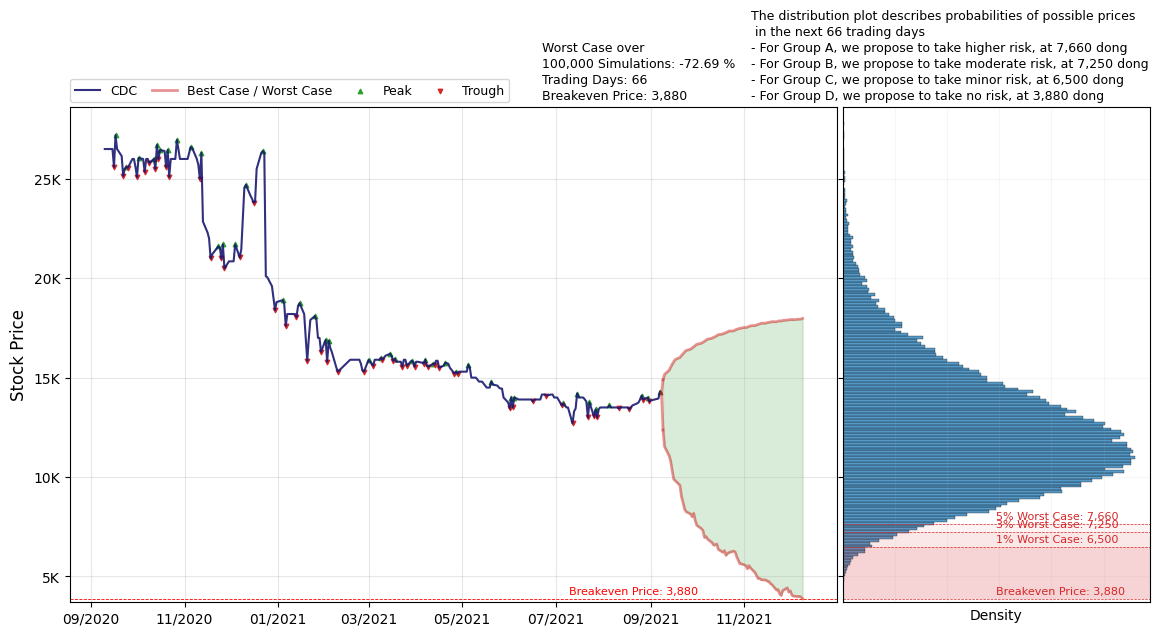 The distribution plot describes probabilities of possible prices
in the next 66 trading days
- For Group A, we propose to take higher risk, at 7,660 dong
- For Group B, we propose to take moderate risk, at 7,250 dong
- For Group C, we propose to take minor risk, at 6,500 dong
- For Group D, we propose to take no risk, at 3,880 dong
Worst Case over
100,000 Simulations: -72.69 %
Trading Days: 66
Breakeven Price: 3,880
CDC
Best Case / Worst Case
Peak
Trough
Stock Price
25K
20K
15K
10K
5K
Breakeven Price: 3,880
09/2020
11/2020
01/2021
03/2021
05/2021
07/2021
09/2021
11/2021
5% Worst Case: 7,660
3% Worst Case: 7,250
1% Worst Case: 6,500
Breakeven Price: 3,880
Density